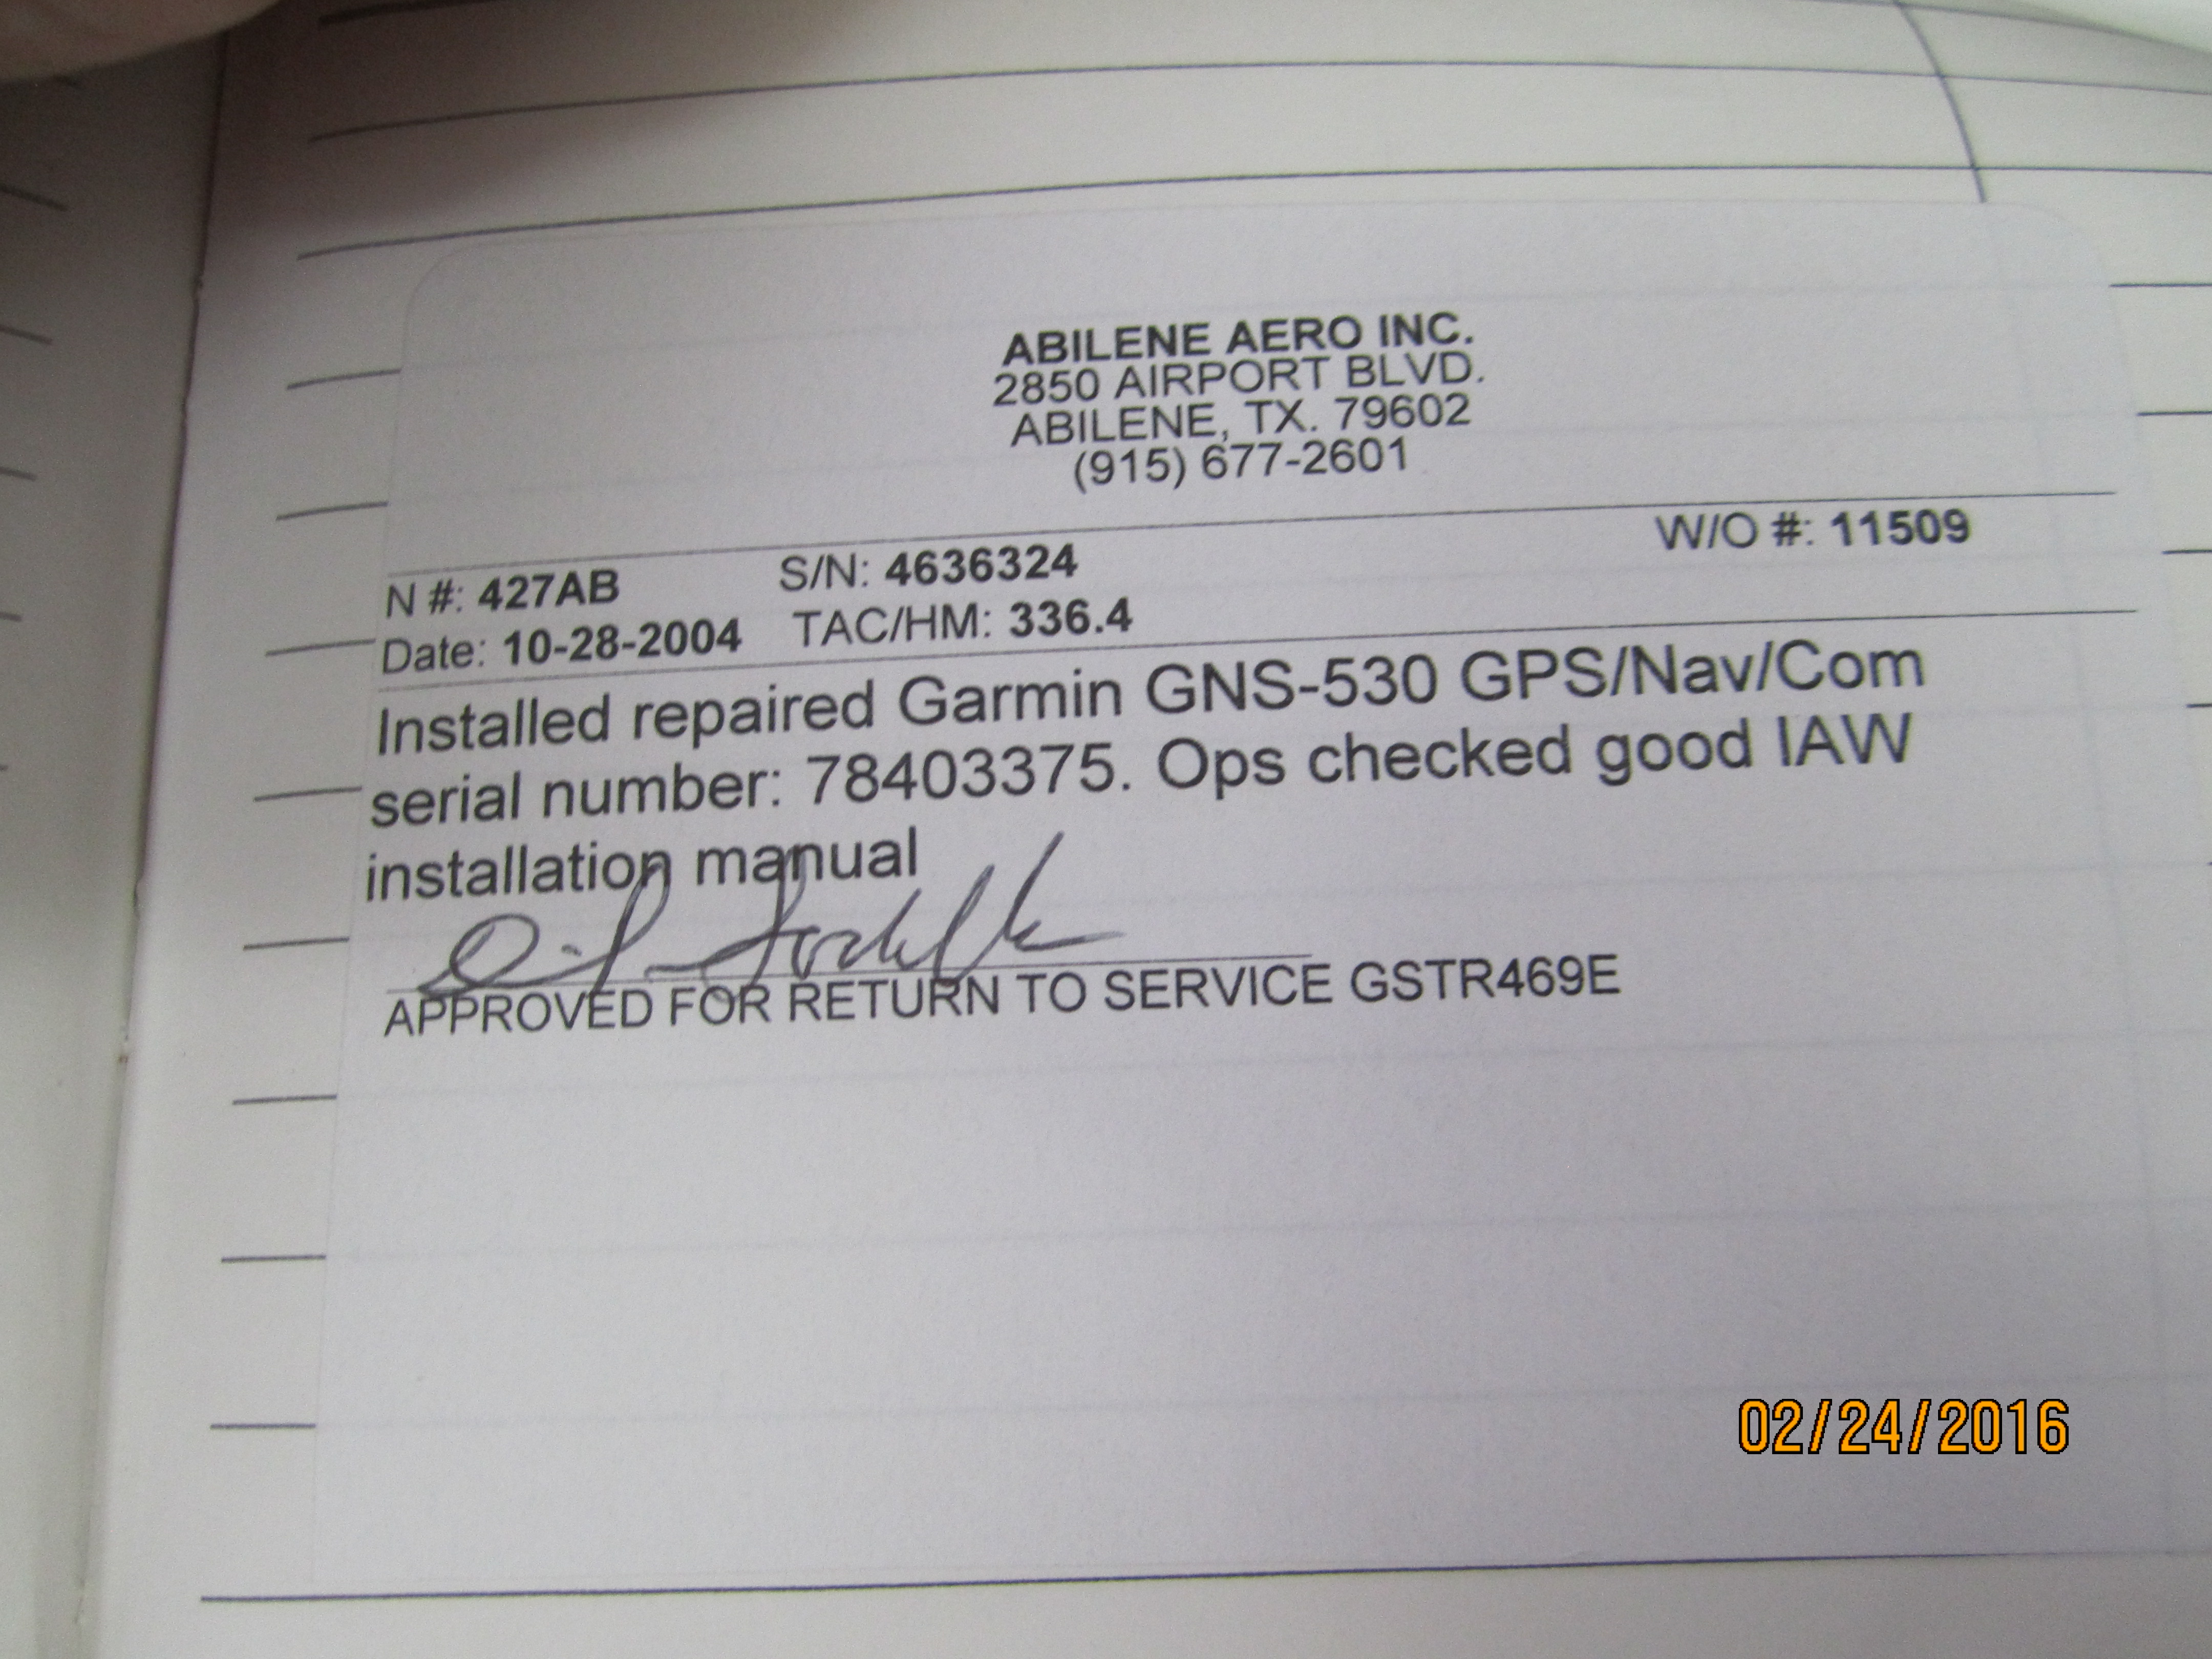 ABILENE AERO INC.
2850 AIRPORT BLVD.
ABILENE, TX. 79602
(915) 677-2601
N #: 427AB S/N: 4636324 W/O #: 11509
Date: 10-28-2004 TAC/HM: 336.4
Installed repaired Garmin GNS-530 GPS/Nav/Com
serial number: 78403375. Ops checked good IAW
installation manual
APPROVED FOR RETURN TO SERVICE GSTR469E
02/24/2016